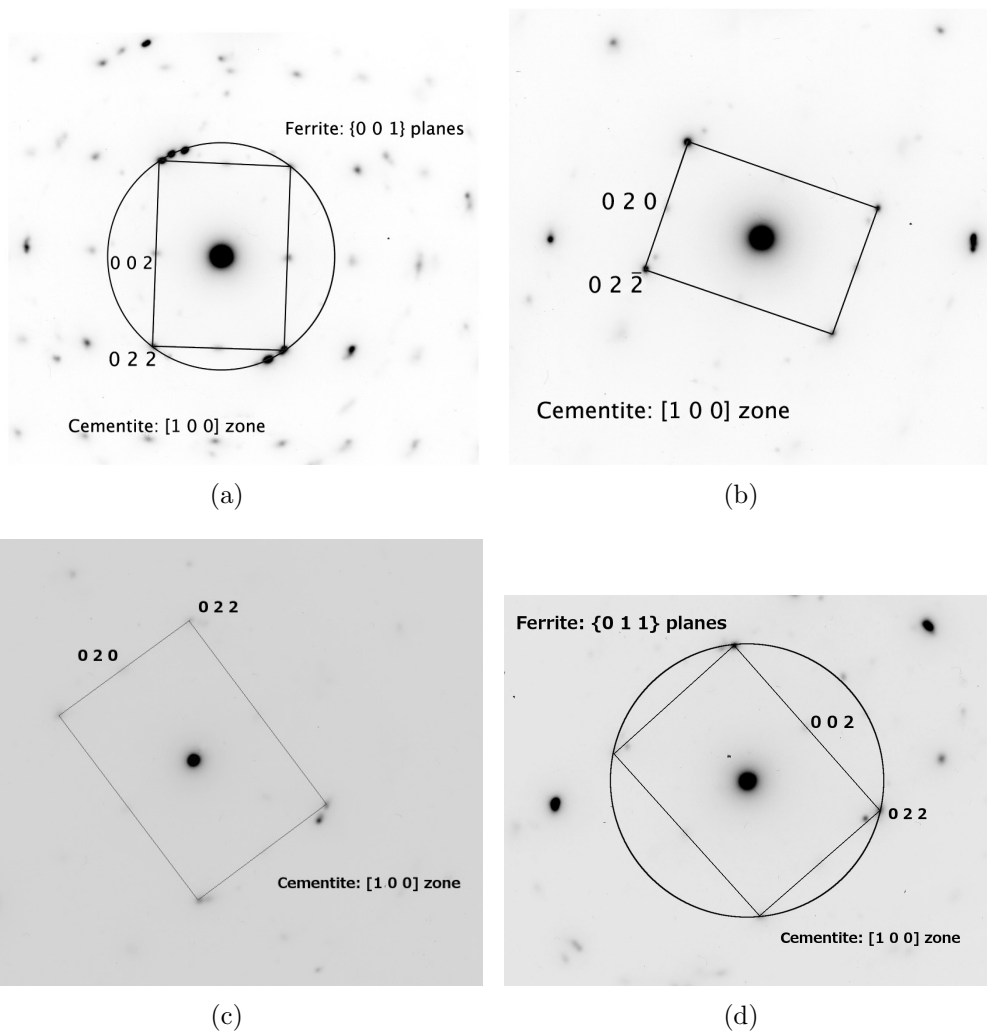 Ferrite: {0 0 1} planes
0 0 2
0 2 2
Cementite: [1 0 0] zone
(a)
0 2 0
0 2 2̅
Cementite: [1 0 0] zone
(b)
0 2 2
0 2 0
Cementite: [1 0 0] zone
(c)
Ferrite: {0 1 1} planes
0 0 2
0 2 2
Cementite: [1 0 0] zone
(d)